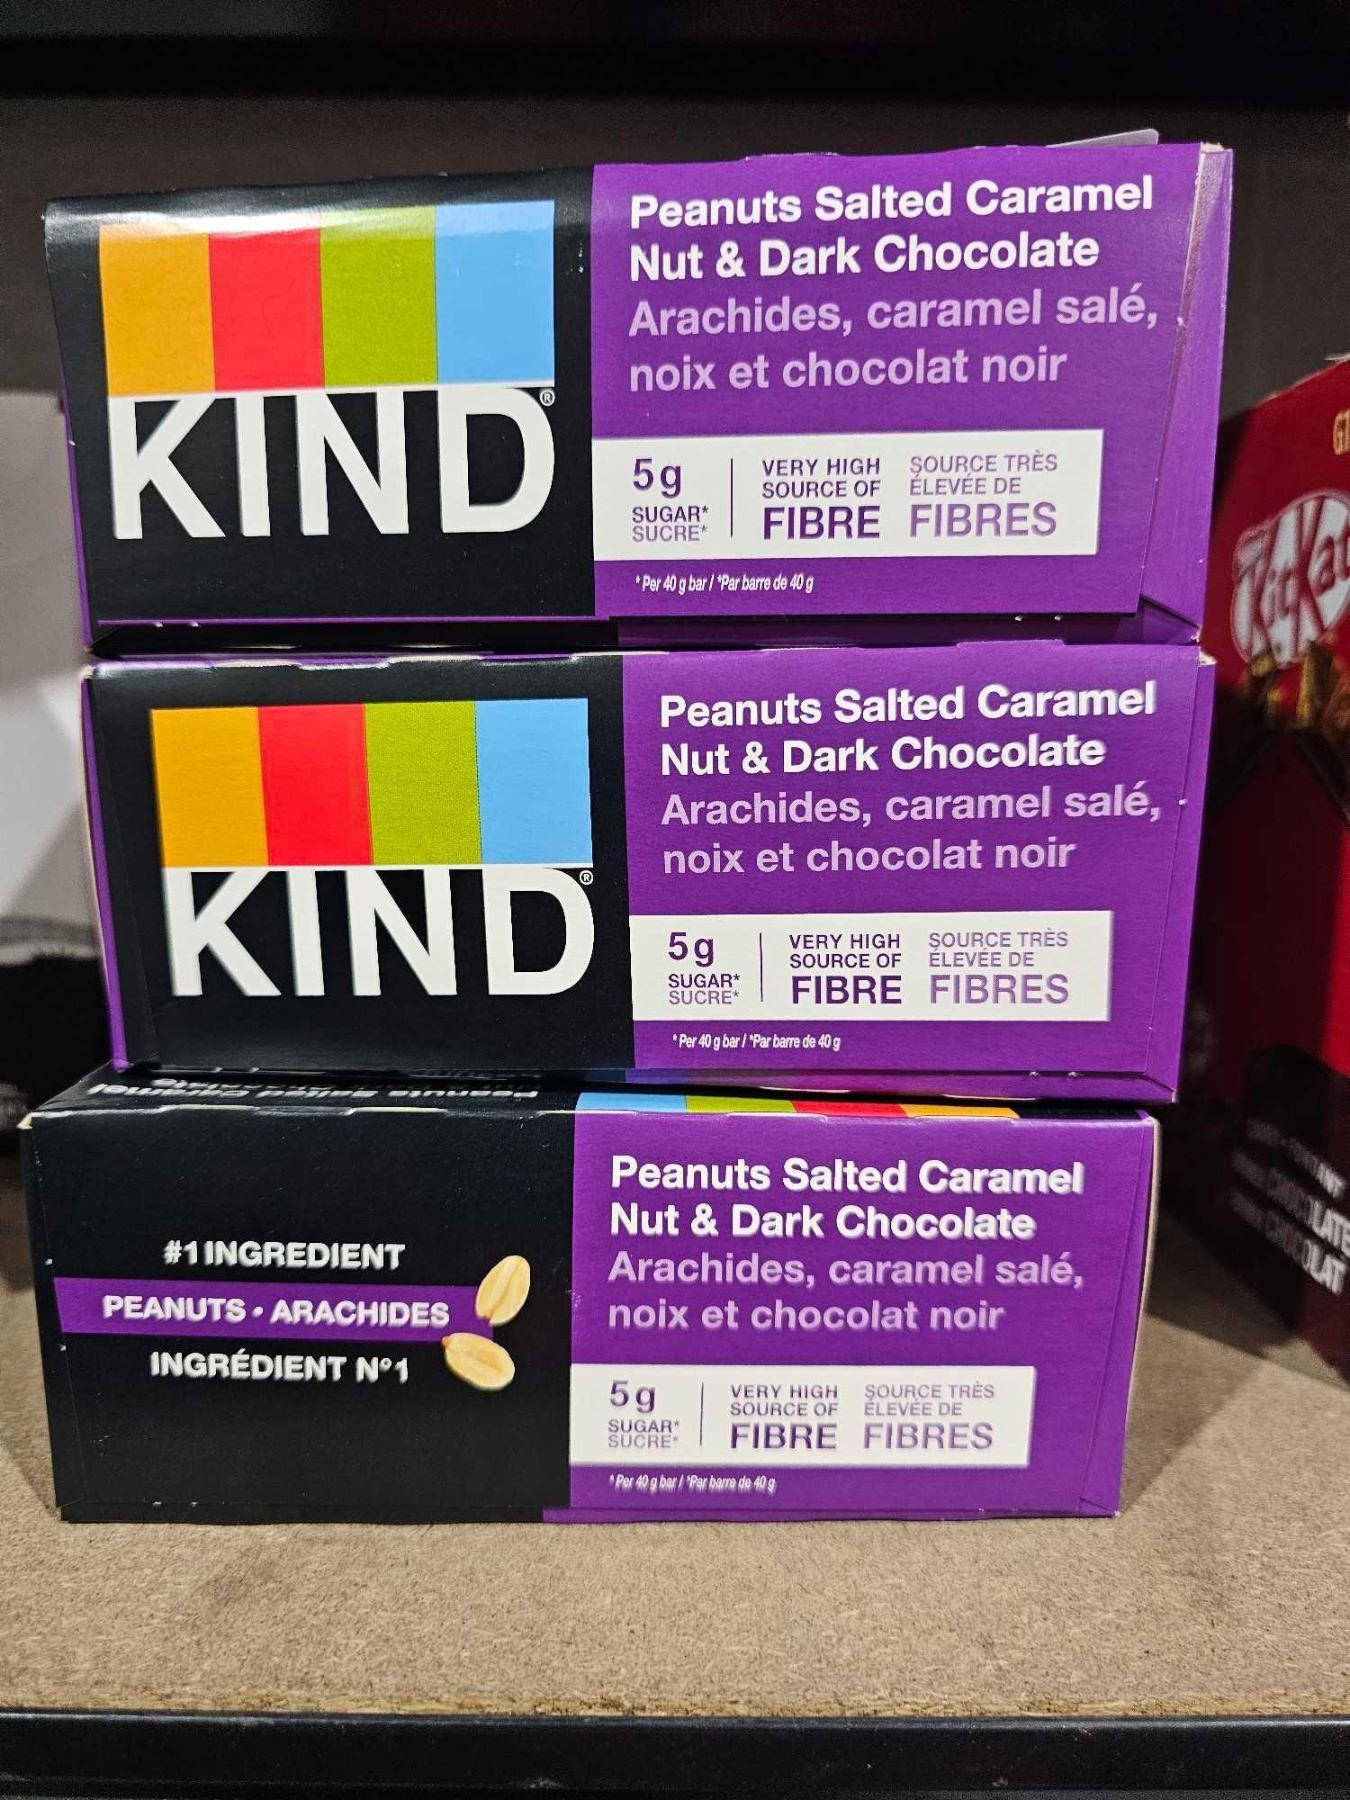 Peanuts Salted Caramel
Nut & Dark Chocolate
Arachides, caramel salé,
noix et chocolat noir
KIND®
5g
SUGAR*
SUCRE*
VERY HIGH
SOURCE OF
FIBRE
SOURCE TRÈS
ÉLEVÉE DE
FIBRES
* Per 40 g bar / *Par barre de 40 g
Peanuts Salted Caramel
Nut & Dark Chocolate
Arachides, caramel salé,
noix et chocolat noir
KIND®
5g
SUGAR*
SUCRE*
VERY HIGH
SOURCE OF
FIBRE
SOURCE TRÈS
ÉLEVÉE DE
FIBRES
* Per 40 g bar / *Par barre de 40 g
Peanuts Salted Caramel
#1 INGREDIENT
PEANUTS • ARACHIDES
INGRÉDIENT Nº1
Peanuts Salted Caramel
Nut & Dark Chocolate
Arachides, caramel salé,
noix et chocolat noir
5g
SUGAR*
SUCRE*
VERY HIGH
SOURCE OF
FIBRE
SOURCE TRÈS
ÉLEVÉE DE
FIBRES
* Per 40 g bar / *Par barre de 40 g
KitKat